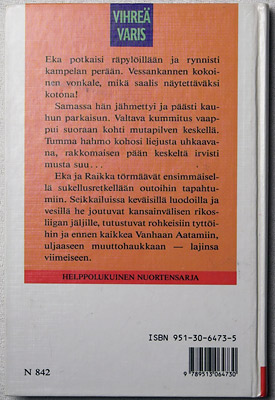 VIHREÄ
VARIS
Eka potkaisi räpylöillään ja rynnisti
kampelan perään. Vessankannen kokoi-
nen vonkale, mikä saalis näytettäväksi
kotona!
Samassa hän jähmettyi ja päästi kau-
hun parkaisun. Valtava kummitus vaap-
pui suoraan kohti mutapilven keskellä.
Tumma hahmo kohosi liejusta uhkaava-
na, rakkomaisen pään keskeltä irvisti
musta suu . . .
Eka ja Raikka törmäävät ensimmäisel-
lä sukellusretkellään outoihin tapahtu-
miin. Seikkailuissa keväisillä luodoilla ja
vesillä he joutuvat kansainvälisen rikos-
liigan jäljille, tutustuvat rohkeisiin tyttöi-
hin ja ennen kaikkea Vanhaan Aatamiin,
uljaaseen muuttohaukkaan — lajinsa
viimeiseen.
HELPPOLUKUINEN NUORTENSARJA
ISBN 951-30-6473-5
9 789513 064730
N 842